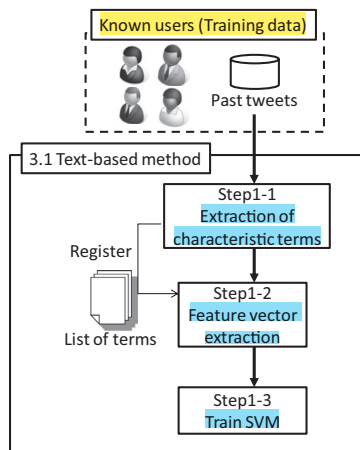 Known users (Training data)
Past tweets
3.1 Text-based method
Step1-1
Extraction of
characteristic terms
Register
List of terms
Step1-2
Feature vector
extraction
Step1-3
Train SVM